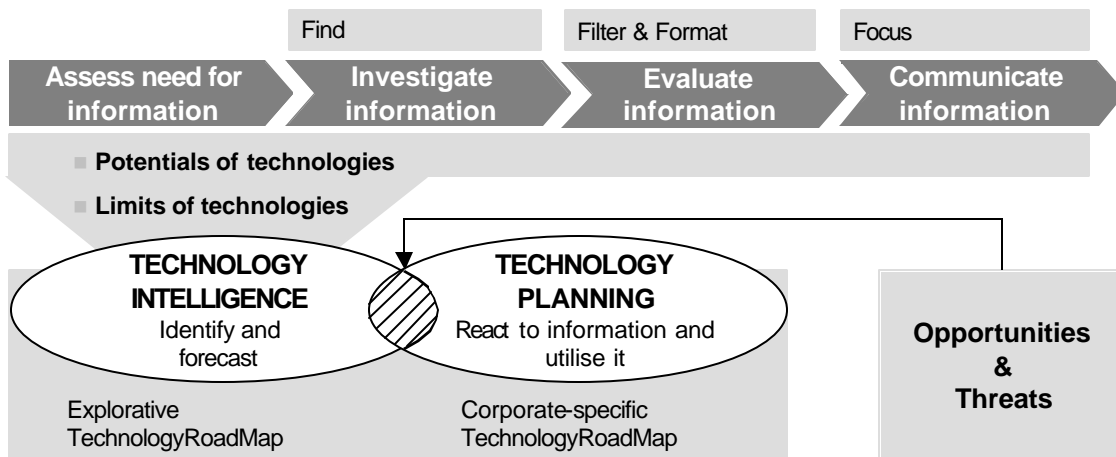 Find
Filter & Format
Focus
Assess need for
information
Investigate
information
Evaluate
information
Communicate
information
Potentials of technologies
Limits of technologies
TECHNOLOGY
INTELLIGENCE
Identify and
forecast
TECHNOLOGY
PLANNING
React to information and
utilise it
Opportunities
&
Threats
Explorative
TechnologyRoadMap
Corporate-specific
TechnologyRoadMap